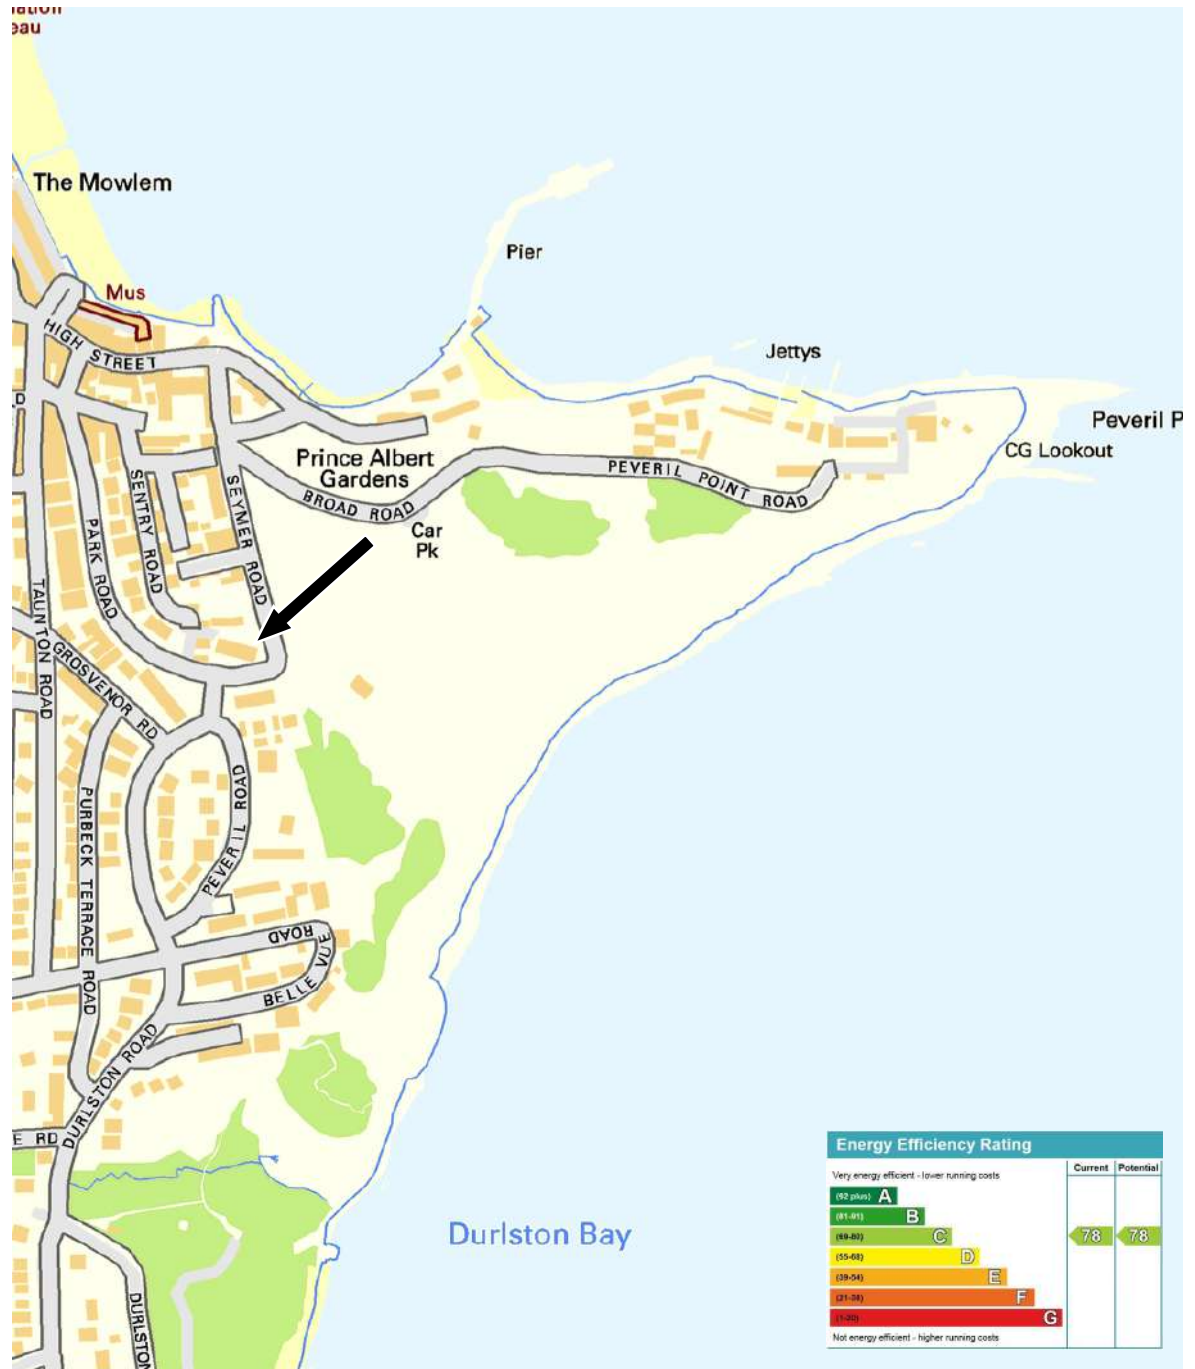 eau
The Mowlem
Pier
Mus
Jettys
HIGH STREET
Peveril P
CG Lookout
Prince Albert
Gardens
PEVERIL POINT ROAD
BROAD ROAD
SEYMER ROAD
SENTRY ROAD
Car
Pk
PARK ROAD
TAUNTON ROAD
GROSVENOR RD
PEVERIL ROAD
PURBECK TERRACE ROAD
BELLE VUE ROAD
DURLSTON ROAD
E RD
Durlston Bay
DURLSTON
Energy Efficiency Rating
Current Potential
Very energy efficient - lower running costs
(92 plus) A
(81-91) B
(69-80) C 78 78
(55-68) D
(39-54) E
(21-38) F
(1-20) G
Not energy efficient - higher running costs